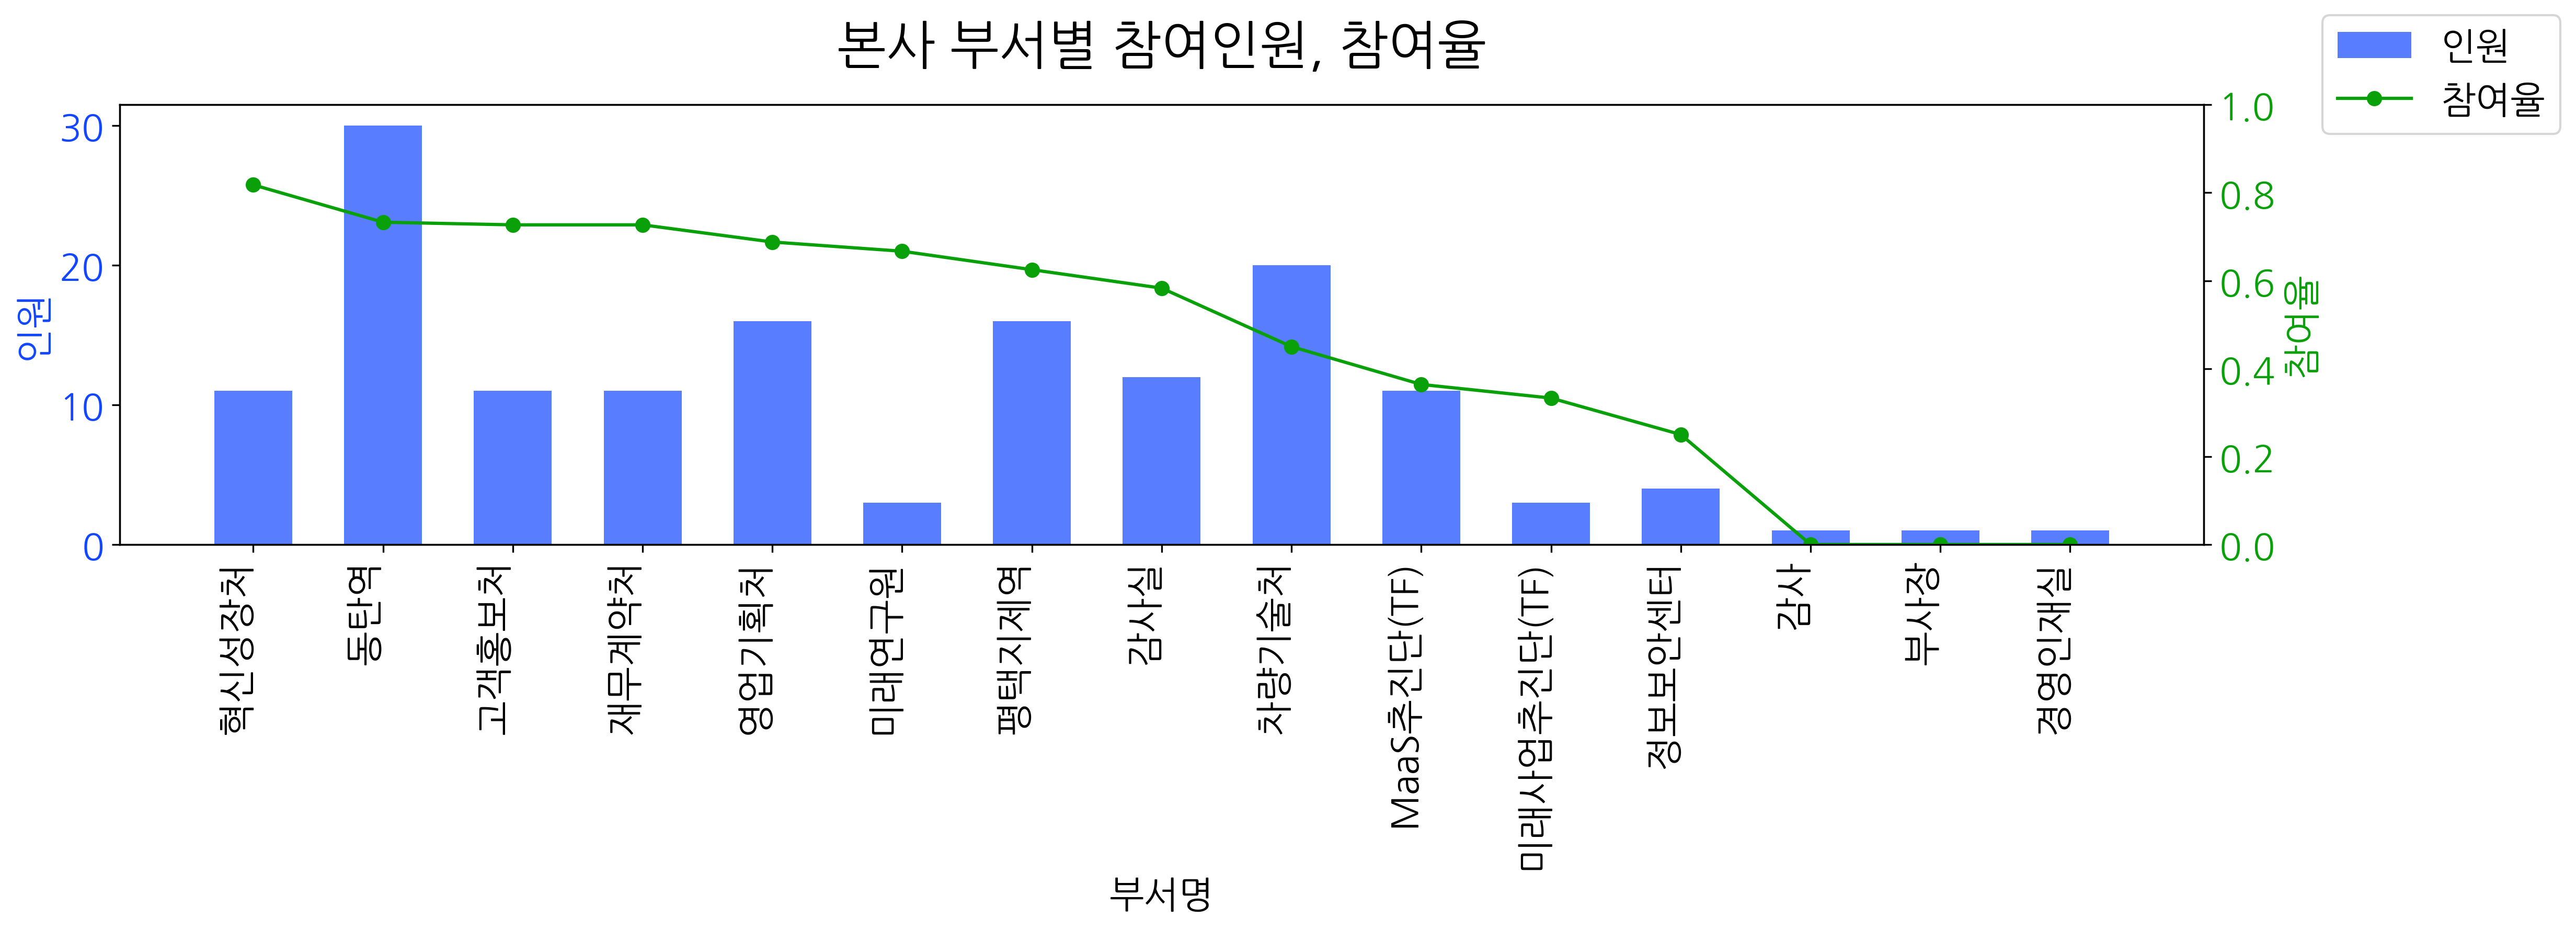 본사 부서별 참여인원, 참여율
인원
참여율
30
20
10
0
인원
1.0
0.8
0.6
0.4
0.2
0.0
참여율
혁신성장처
동탄역
고객홍보처
재무계약처
영업기획처
미래연구원
평택지제역
감사실
차량기술처
MaaS추진단(TF)
미래사업추진단(TF)
정보보안센터
감사
부사장
경영인재실
부서명